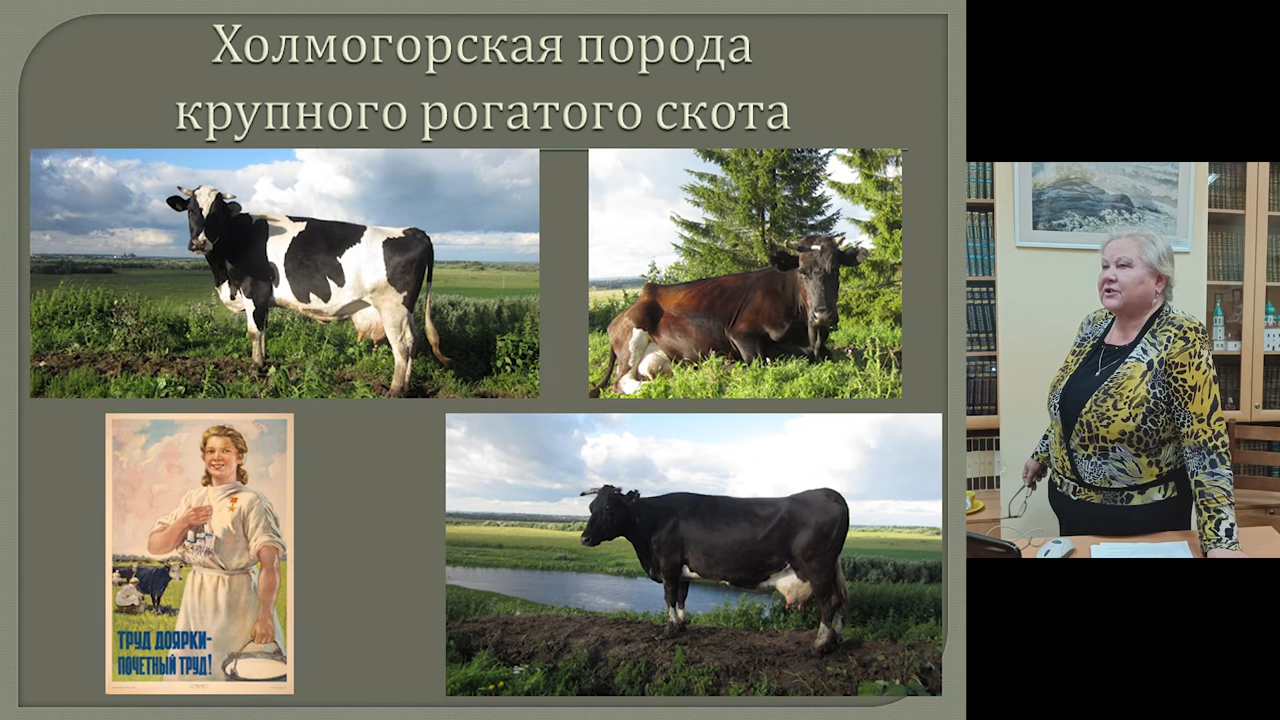 Холмогорская порода
крупного рогатого скота
ТРУД ДОЯРКИ-
ПОЧЕТНЫЙ ТРУД!